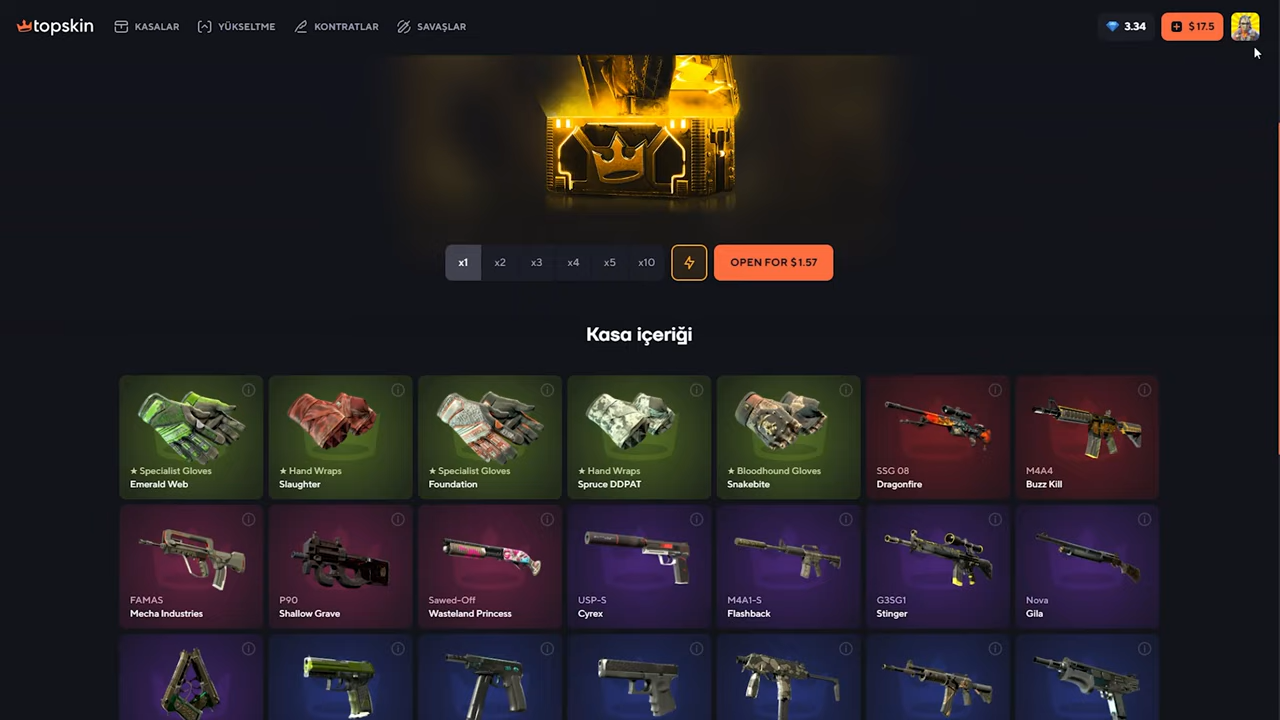 topskin
KASALAR
YÜKSELTME
KONTRATLAR
SAVAŞLAR
3.34
$17.5
x1
x2
x3
x4
x5
x10
OPEN FOR $1.57
Kasa içeriği
★ Specialist Gloves
Emerald Web
★ Hand Wraps
Slaughter
★ Specialist Gloves
Foundation
★ Hand Wraps
Spruce DDPAT
★ Bloodhound Gloves
Snakebite
SSG 08
Dragonfire
M4A4
Buzz Kill
FAMAS
Mecha Industries
P90
Shallow Grave
Sawed-Off
Wasteland Princess
USP-S
Cyrex
M4A1-S
Flashback
G3SG1
Stinger
Nova
Gila